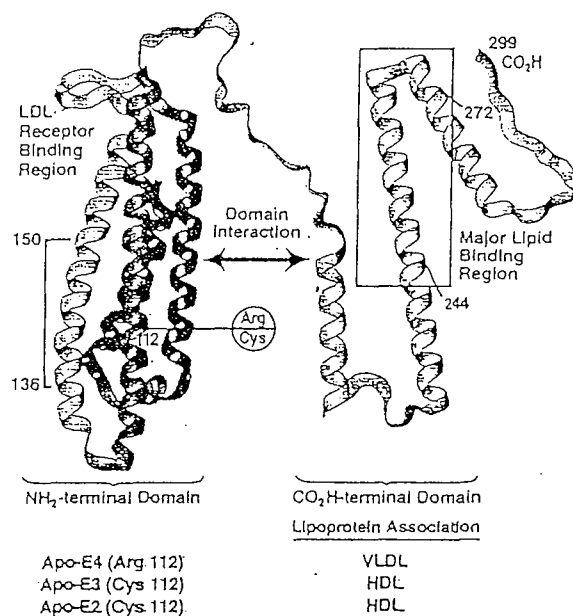 299
CO2H
LDL
Receptor
Binding
Region
272
Domain
Interaction
150
Major Lipid
Binding
Region
244
Arg
Cys
112
136
NH2-terminal Domain
CO2H-terminal Domain
Lipoprotein Association
Apo-E4 (Arg 112)
VLDL
Apo-E3 (Cys 112)
HDL
Apo-E2 (Cys 112)
HDL